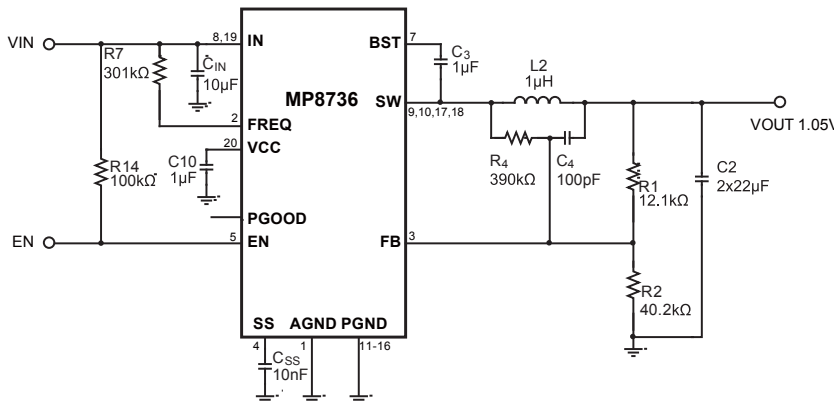 VIN
R7
301kΩ
CIN
10µF
8,19
IN
BST
7
C3
1µF
L2
1µH
MP8736
SW
9,10,17,18
VOUT 1.05V
2
FREQ
20
VCC
C10
1µF
R14
100kΩ
R4
390kΩ
C4
100pF
R1
12.1kΩ
C2
2x22µF
PGOOD
EN
5
EN
FB
3
R2
40.2kΩ
SS
AGND
PGND
4
1
11-16
CSS
10nF